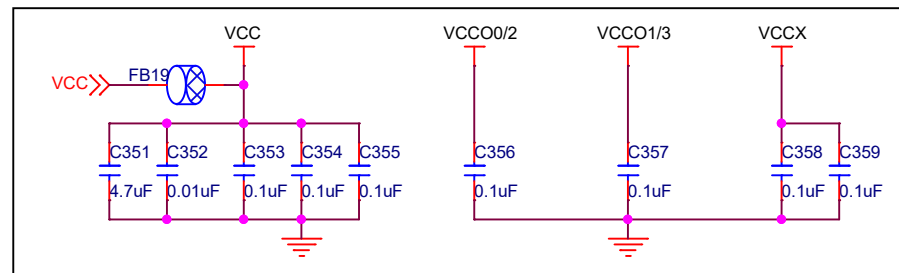 VCC VCCO0/2 VCCO1/3 VCCX
VCC FB19
C351 C352 C353 C354 C355 C356 C357 C358 C359
4.7uF 0.01uF 0.1uF 0.1uF 0.1uF 0.1uF 0.1uF 0.1uF 0.1uF